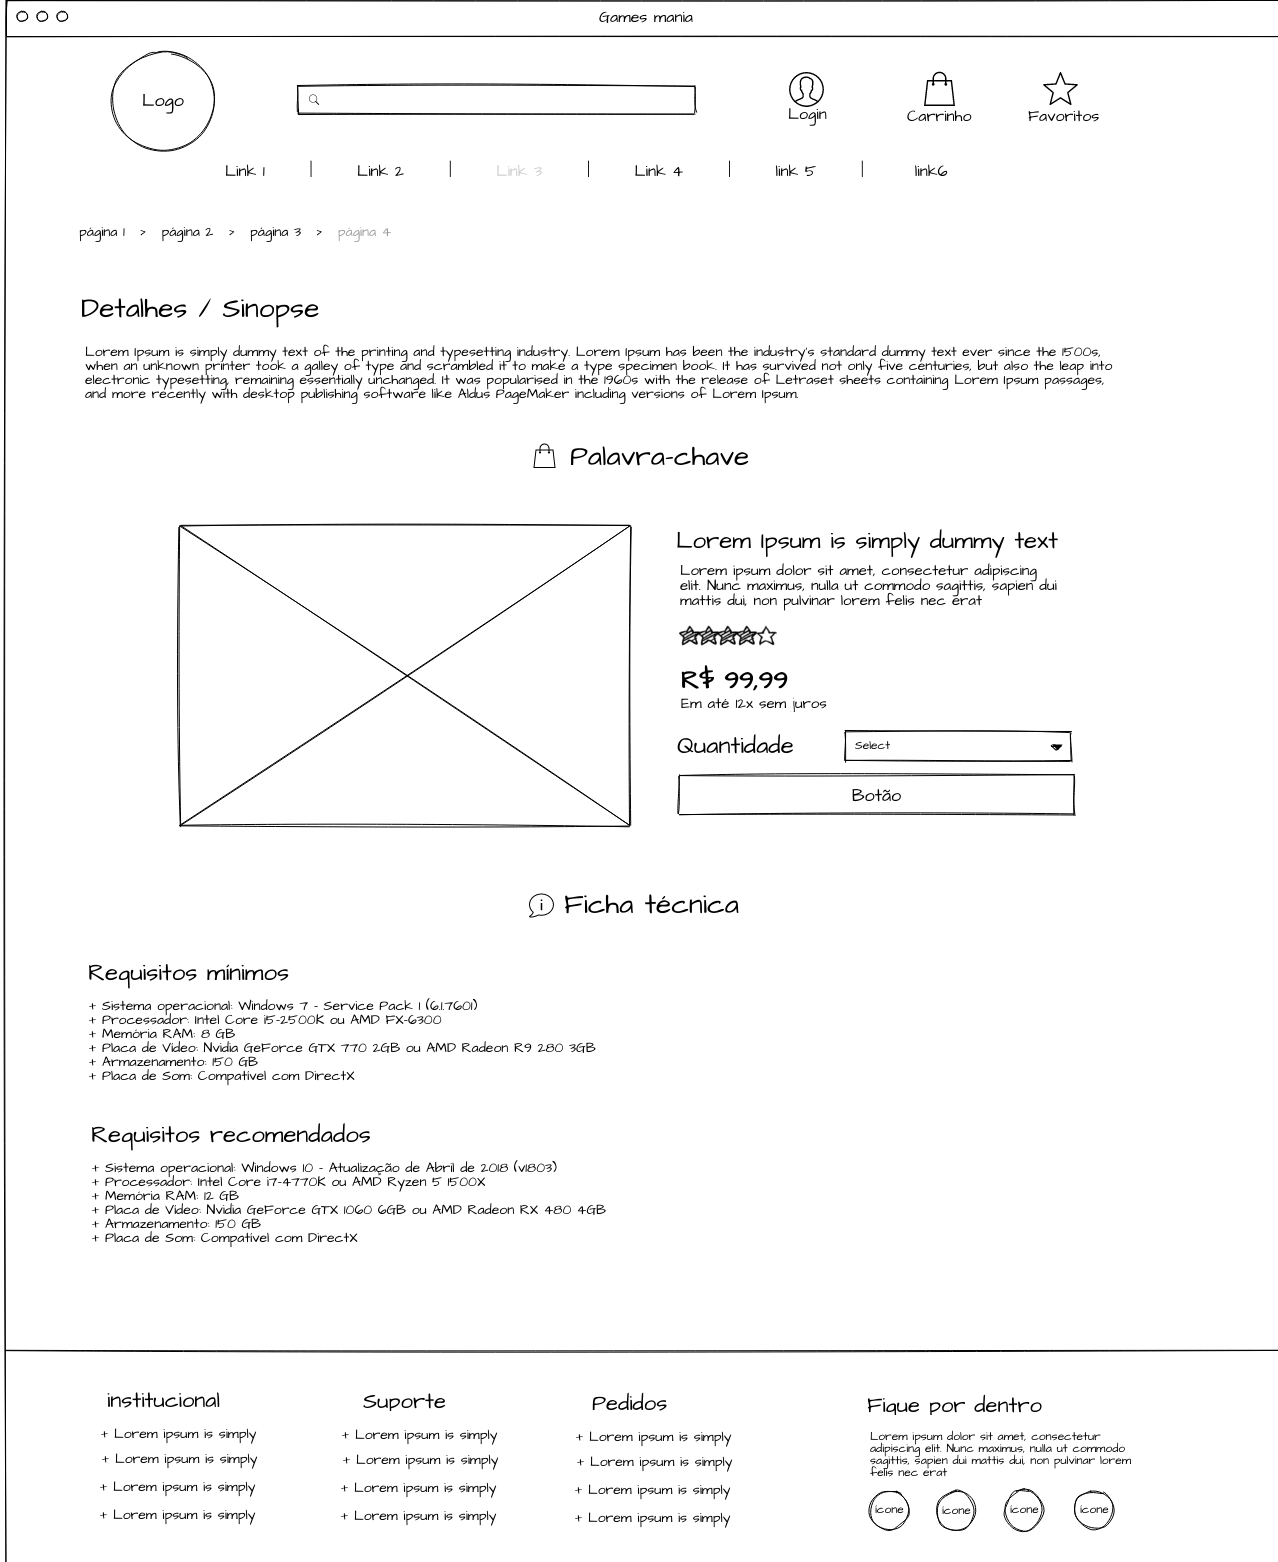 Games mania
Logo
Login
Carrinho
Favoritos
Link 1
Link 2
Link 3
Link 4
link 5
link6
página 1 > página 2 > página 3 > página 4
Detalhes / Sinopse
Lorem Ipsum is simply dummy text of the printing and typesetting industry. Lorem Ipsum has been the industry's standard dummy text ever since the 1500s,
when an unknown printer took a galley of type and scrambled it to make a type specimen book. It has survived not only five centuries, but also the leap into
electronic typesetting, remaining essentially unchanged. It was popularised in the 1960s with the release of Letraset sheets containing Lorem Ipsum passages,
and more recently with desktop publishing software like Aldus PageMaker including versions of Lorem Ipsum.
Palavra-chave
Lorem Ipsum is simply dummy text
Lorem ipsum dolor sit amet, consectetur adipiscing
elit. Nunc maximus, nulla ut commodo sagittis, sapien dui
mattis dui, non pulvinar lorem felis nec erat
R$ 99,99
Em até 12x sem juros
Quantidade
Select
Botão
Ficha técnica
Requisitos mínimos
+ Sistema operacional: Windows 7 - Service Pack 1 (6.1.7601)
+ Processador: Intel Core i5-2500K ou AMD FX-6300
+ Memória RAM: 8 GB
+ Placa de Vídeo: Nvidia GeForce GTX 770 2GB ou AMD Radeon R9 280 3GB
+ Armazenamento: 150 GB
+ Placa de Som: Compatível com DirectX
Requisitos recomendados
+ Sistema operacional: Windows 10 - Atualização de Abril de 2018 (v1803)
+ Processador: Intel Core i7-4770K ou AMD Ryzen 5 1500X
+ Memória RAM: 12 GB
+ Placa de Vídeo: Nvidia GeForce GTX 1060 6GB ou AMD Radeon RX 480 4GB
+ Armazenamento: 150 GB
+ Placa de Som: Compatível com DirectX
institucional
+ Lorem ipsum is simply
+ Lorem ipsum is simply
+ Lorem ipsum is simply
+ Lorem ipsum is simply
Suporte
+ Lorem ipsum is simply
+ Lorem ipsum is simply
+ Lorem ipsum is simply
+ Lorem ipsum is simply
Pedidos
+ Lorem ipsum is simply
+ Lorem ipsum is simply
+ Lorem ipsum is simply
+ Lorem ipsum is simply
Fique por dentro
Lorem ipsum dolor sit amet, consectetur
adipiscing elit. Nunc maximus, nulla ut commodo
sagittis, sapien dui mattis dui, non pulvinar lorem
felis nec erat
icone
icone
icone
icone